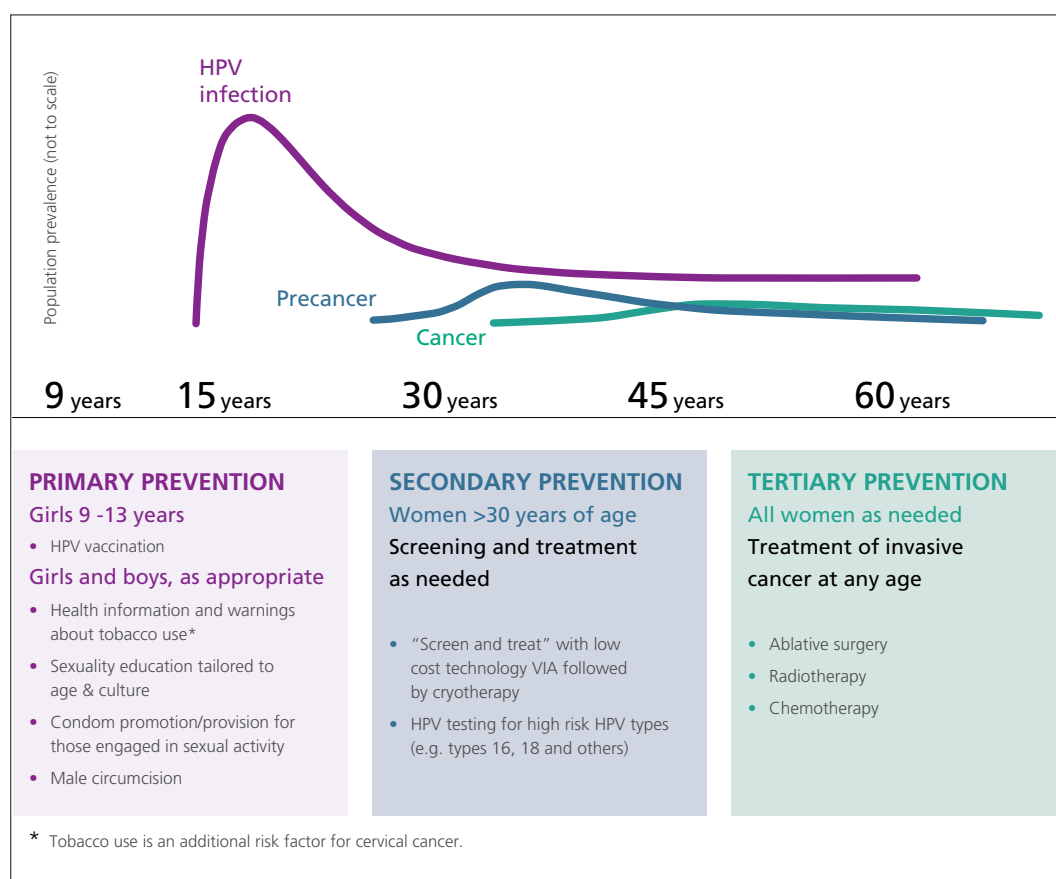 Population prevalence (not to scale)
HPV
infection
Precancer
Cancer
9 years
15 years
30 years
45 years
60 years
PRIMARY PREVENTION
Girls 9 -13 years
• HPV vaccination
Girls and boys, as appropriate
• Health information and warnings
about tobacco use*
• Sexuality education tailored to
age & culture
• Condom promotion/provision for
those engaged in sexual activity
• Male circumcision
SECONDARY PREVENTION
Women >30 years of age
Screening and treatment
as needed
• “Screen and treat” with low
cost technology VIA followed
by cryotherapy
• HPV testing for high risk HPV types
(e.g. types 16, 18 and others)
TERTIARY PREVENTION
All women as needed
Treatment of invasive
cancer at any age
• Ablative surgery
• Radiotherapy
• Chemotherapy
* Tobacco use is an additional risk factor for cervical cancer.